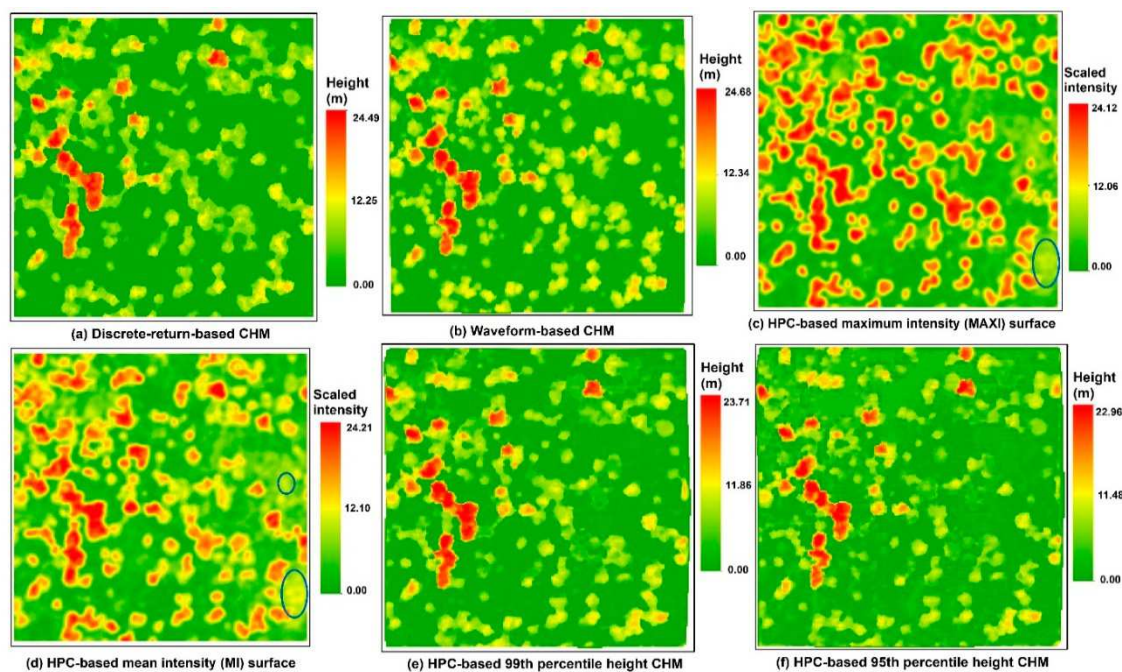 Height
(m)
24.49
12.25
0.00
(a) Discrete-return-based CHM
Height
(m)
24.68
12.34
0.00
(b) Waveform-based CHM
Scaled
intensity
24.12
12.06
0.00
(c) HPC-based maximum intensity (MAXI) surface
Scaled
intensity
24.21
12.10
0.00
(d) HPC-based mean intensity (MI) surface
Height
(m)
23.71
11.86
0.00
(e) HPC-based 99th percentile height CHM
Height
(m)
22.96
11.48
0.00
(f) HPC-based 95th percentile height CHM